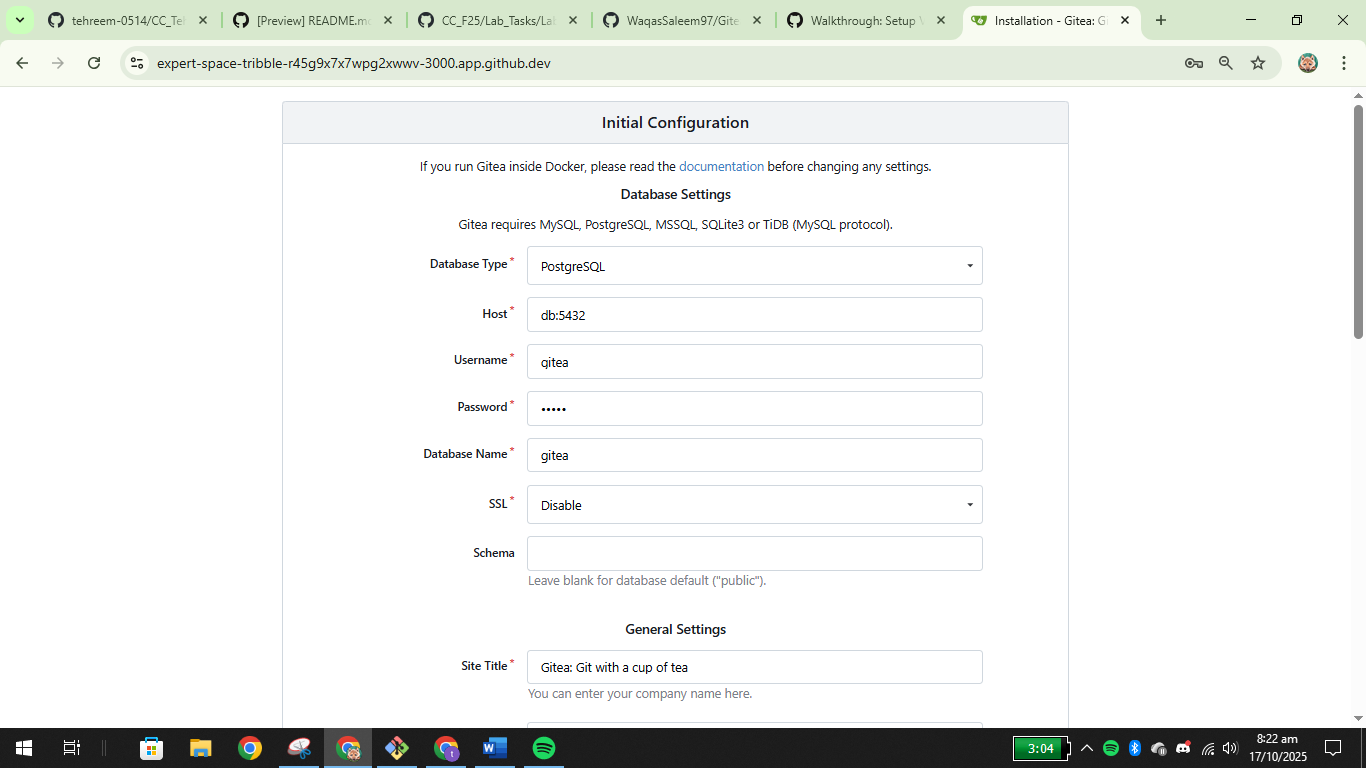 tehreem-0514/CC_Teh
[Preview] README.md
CC_F25/Lab_Tasks/Lab
WaqasSaleem97/Gite
Walkthrough: Setup
Installation - Gitea: G
expert-space-tribble-r45g9x7x7wpg2xwwv-3000.app.github.dev
Initial Configuration
If you run Gitea inside Docker, please read the documentation before changing any settings.
Database Settings
Gitea requires MySQL, PostgreSQL, MSSQL, SQLite3 or TiDB (MySQL protocol).
Database Type* PostgreSQL
Host* db:5432
Username* gitea
Password* •••••
Database Name* gitea
SSL* Disable
Schema
Leave blank for database default ("public").
General Settings
Site Title* Gitea: Git with a cup of tea
You can enter your company name here.
3:04
8:22 am
17/10/2025